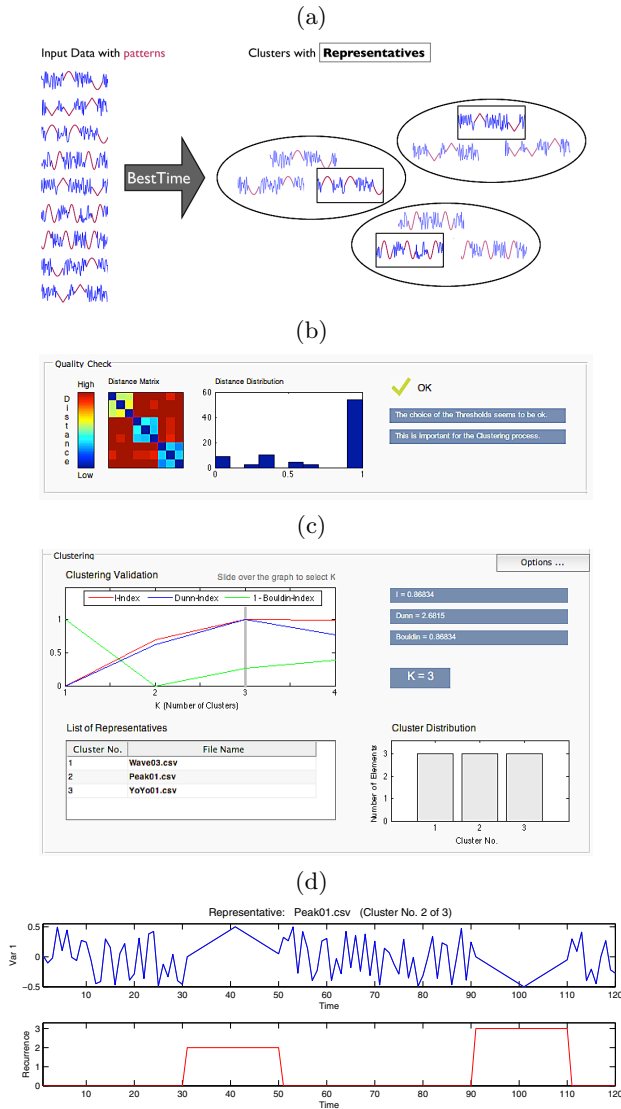 (a)
Input Data with patterns
Clusters with Representatives
BestTime
(b)
Quality Check
High
Distance
Low
Distance Matrix
Distance Distribution
60
40
20
0
0 0.5 1
OK
The choice of the Thresholds seems to be ok.
This is important for the Clustering process.
(c)
Clustering
Options ...
Clustering Validation
Slide over the graph to select K
I-Index Dunn-Index 1 - Bouldin-Index
1
0.5
0
1 2 3 4
K (Number of Clusters)
I = 0.86834
Dunn = 2.6815
Bouldin = 0.86834
K = 3
List of Representatives
Cluster No. File Name
1 Wave03.csv
2 Peak01.csv
3 YoYo01.csv
Cluster Distribution
Number of Elements
3
2
1
0
1 2 3
Cluster No.
(d)
Representative: Peak01.csv (Cluster No. 2 of 3)
Var 1
0.5
0
−0.5
10 20 30 40 50 60 70 80 90 100 110 120
Time
Recurrence
3
2
1
0
10 20 30 40 50 60 70 80 90 100 110 120
Time